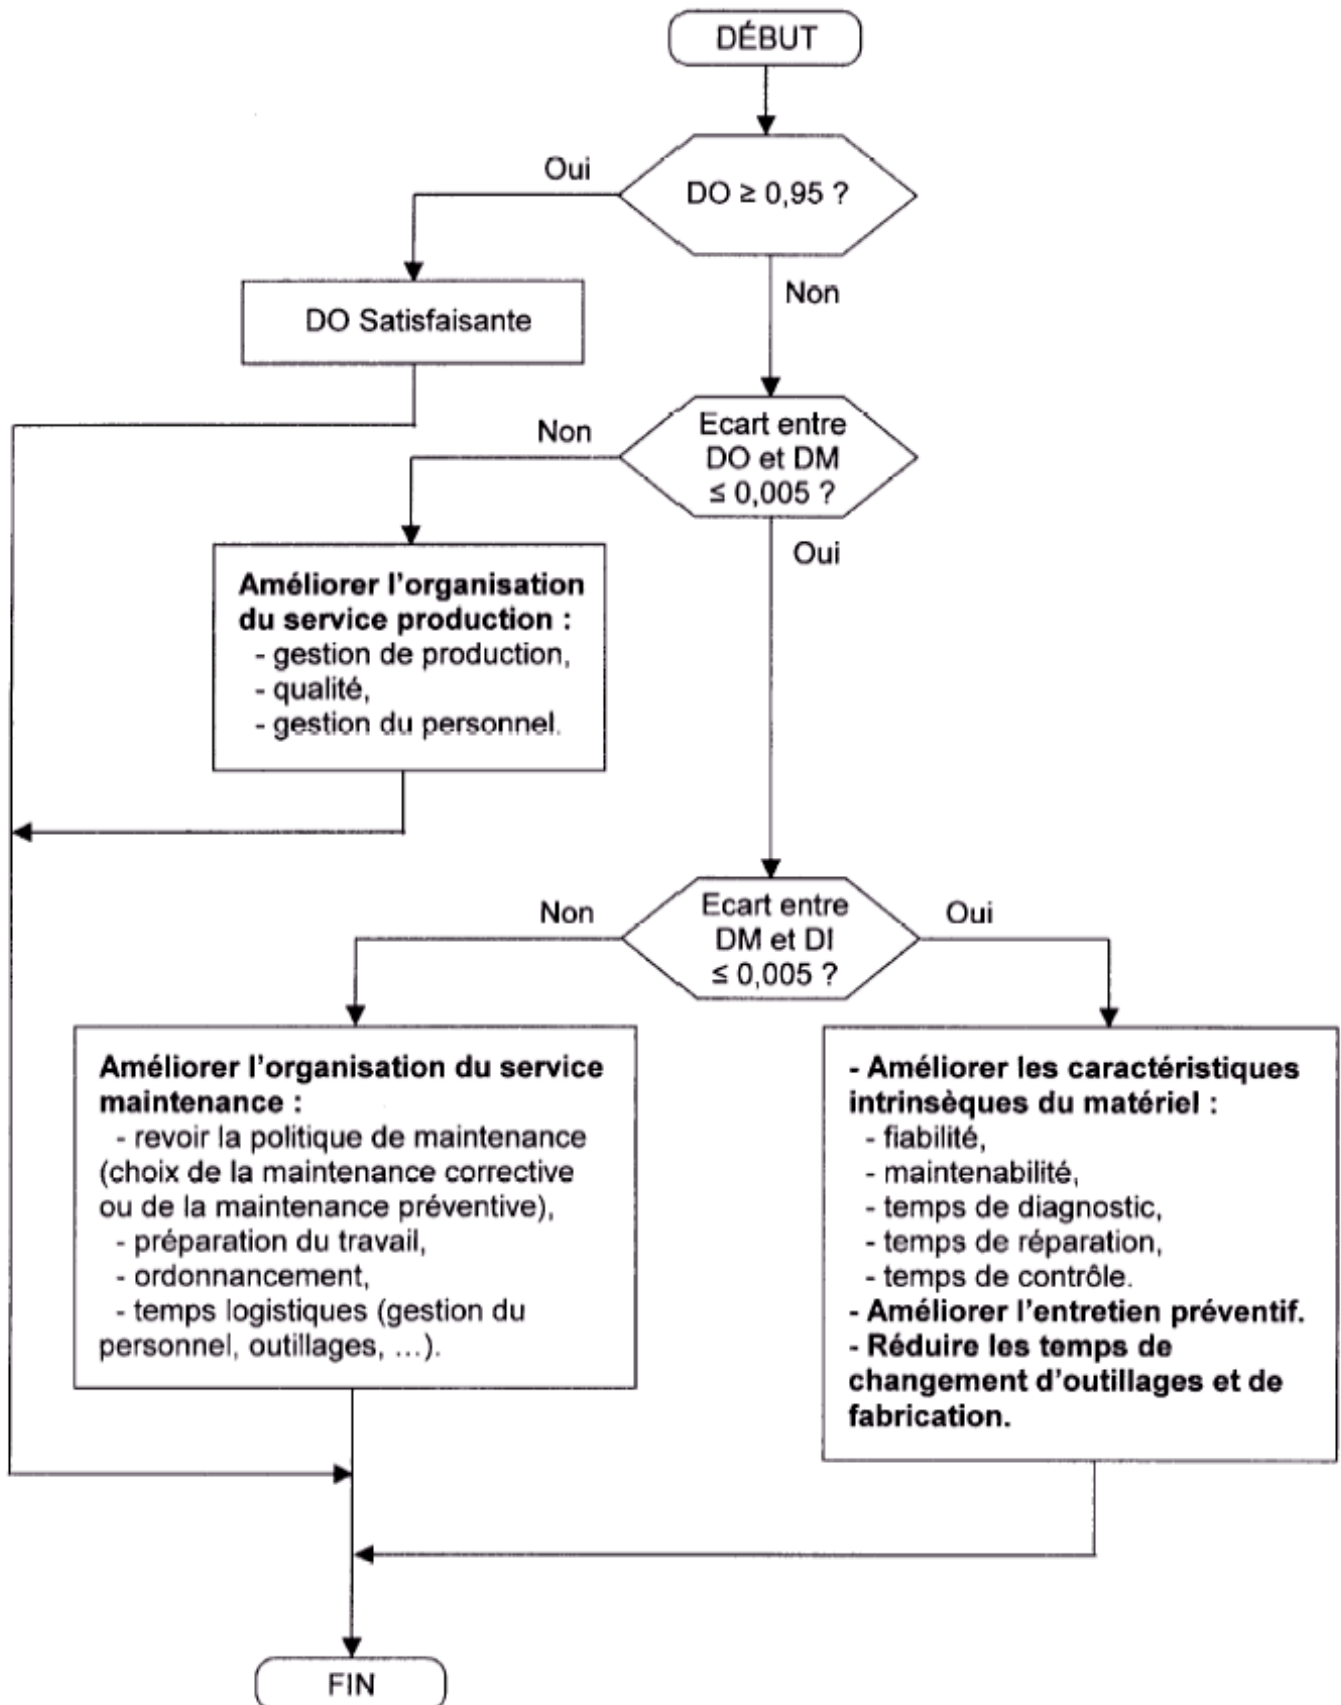 DÉBUT
Oui
DO ≥ 0,95 ?
Non
DO Satisfaisante
Non
Ecart entre
DO et DM
≤ 0,005 ?
Oui
Améliorer l'organisation
du service production :
- gestion de production,
- qualité,
- gestion du personnel.
Non
Ecart entre
DM et DI
≤ 0,005 ?
Oui
Améliorer l'organisation du service
maintenance :
- revoir la politique de maintenance
(choix de la maintenance corrective
ou de la maintenance préventive),
- préparation du travail,
- ordonnancement,
- temps logistiques (gestion du
personnel, outillages, ...).
- Améliorer les caractéristiques
intrinsèques du matériel :
- fiabilité,
- maintenabilité,
- temps de diagnostic,
- temps de réparation,
- temps de contrôle.
- Améliorer l'entretien préventif.
- Réduire les temps de
changement d'outillages et de
fabrication.
FIN